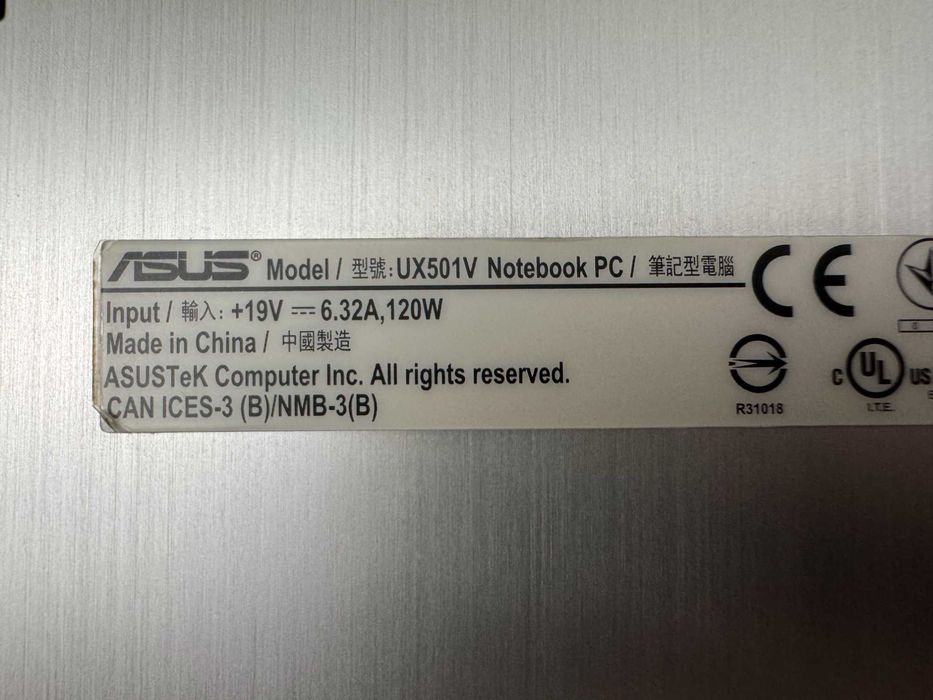 ASUS® Model / 型號: UX501V Notebook PC / 筆記型電腦
Input / 輸入: +19V ⎓ 6.32A,120W
Made in China / 中國製造
ASUSTeK Computer Inc. All rights reserved.
CAN ICES-3 (B)/NMB-3(B)
CE
R31018
C UL US
I.T.E.